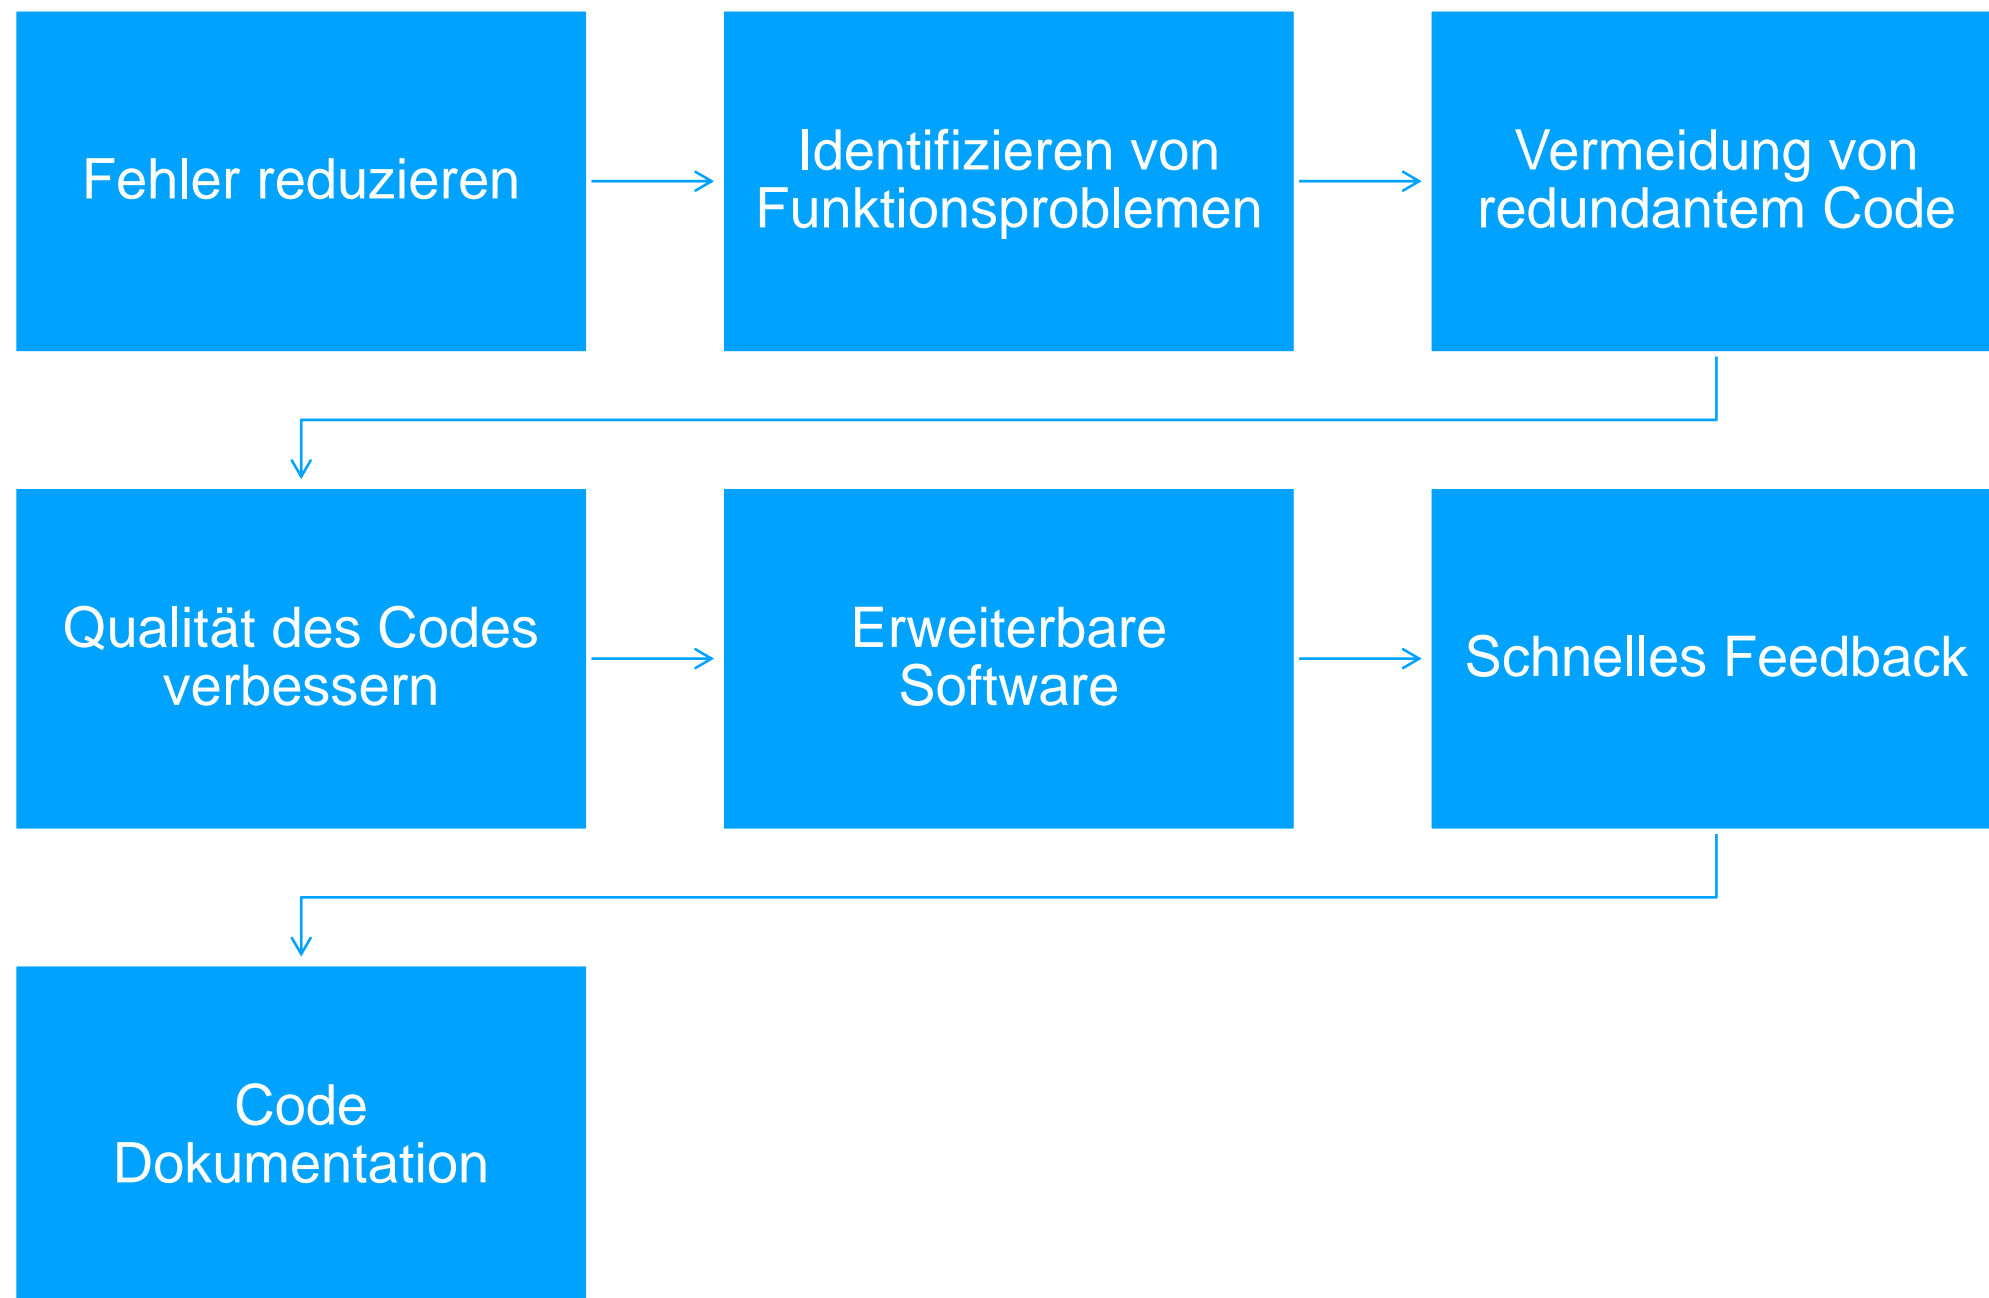 Fehler reduzieren
Identifizieren von
Funktionsproblemen
Vermeidung von
redundantem Code
Qualität des Codes
verbessern
Erweiterbare
Software
Schnelles Feedback
Code
Dokumentation